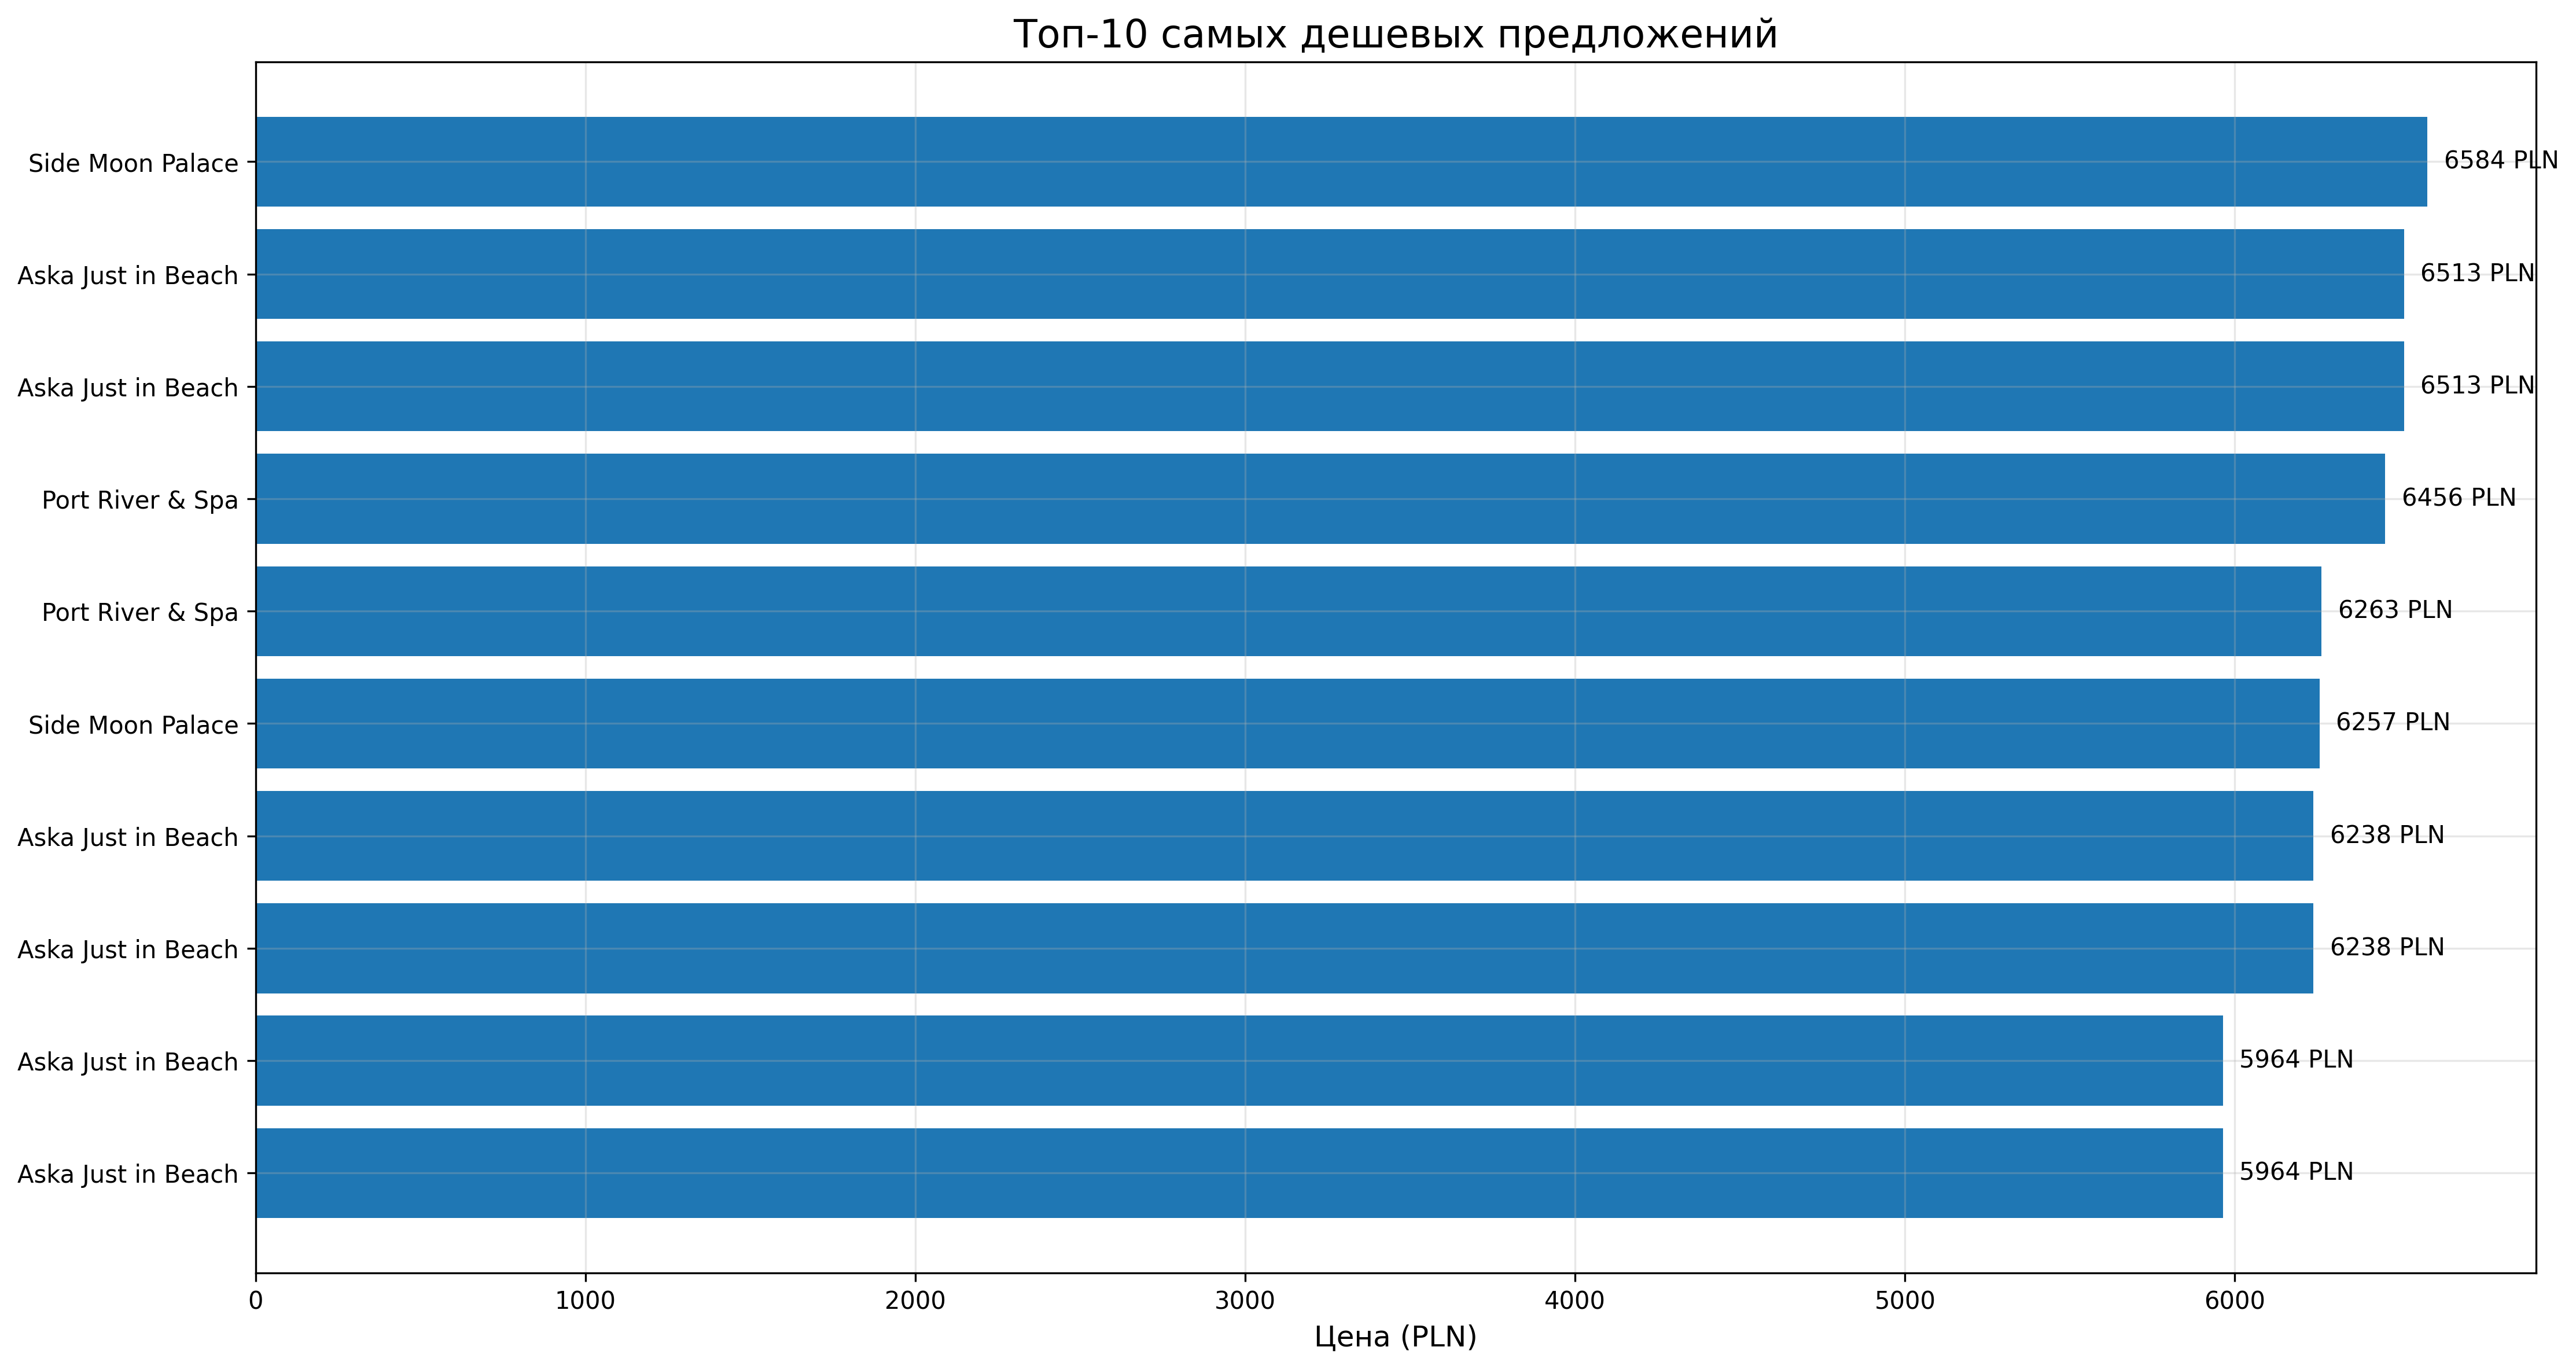 Топ-10 самых дешевых предложений
Side Moon Palace 6584 PLN
Aska Just in Beach 6513 PLN
Aska Just in Beach 6513 PLN
Port River & Spa 6456 PLN
Port River & Spa 6263 PLN
Side Moon Palace 6257 PLN
Aska Just in Beach 6238 PLN
Aska Just in Beach 6238 PLN
Aska Just in Beach 5964 PLN
Aska Just in Beach 5964 PLN
0 1000 2000 3000 4000 5000 6000
Цена (PLN)